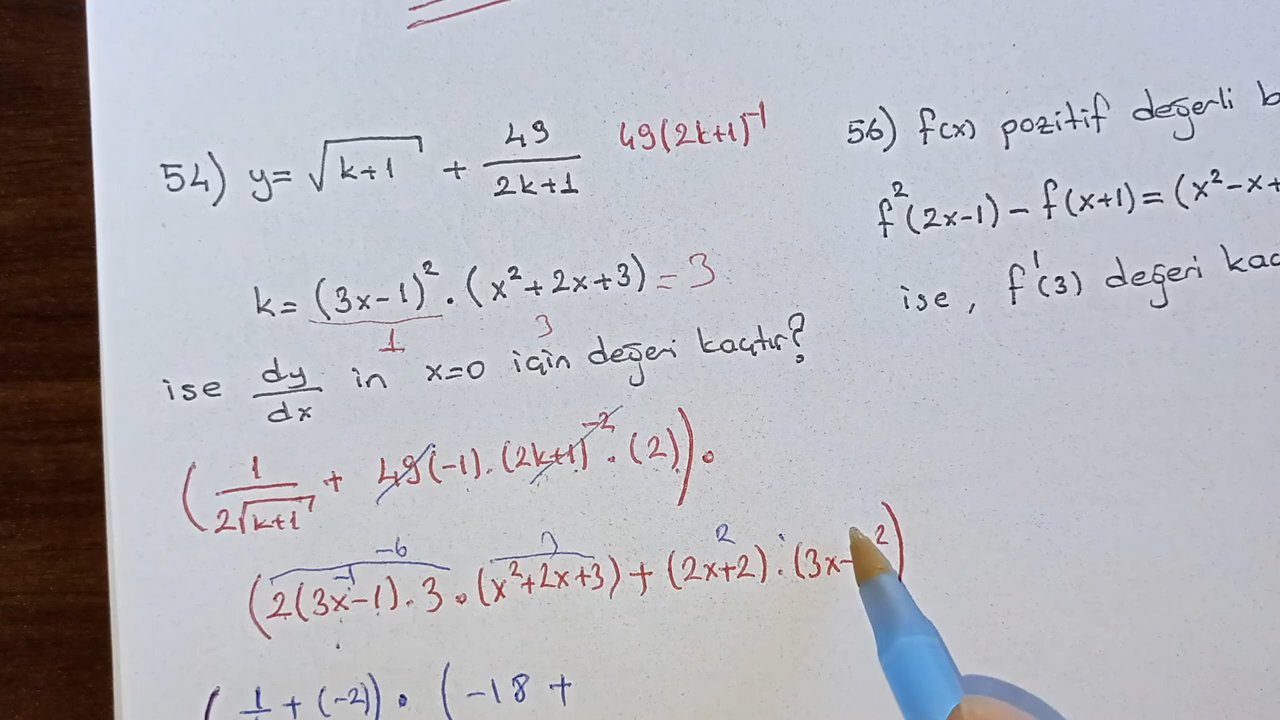 54) y = √(k+1) + 49/(2k+1) 49(2k+1)⁻¹
k = (3x-1)² . (x²+2x+3) = 3
1 3
ise dy/dx in x=0 için değeri kaçtır?
(1/(2√(k+1)) + 49(-1).(2k+1)⁻² . (2)) .
-6 3 2
-1
(2(3x-1) . 3 . (x²+2x+3) + (2x+2) . (3x- ²)
+ (-2)) . (-18 +
56) f(x) pozitif değerli
f²(2x-1) - f(x+1) = (x²-x+
ise, f'(3) değeri